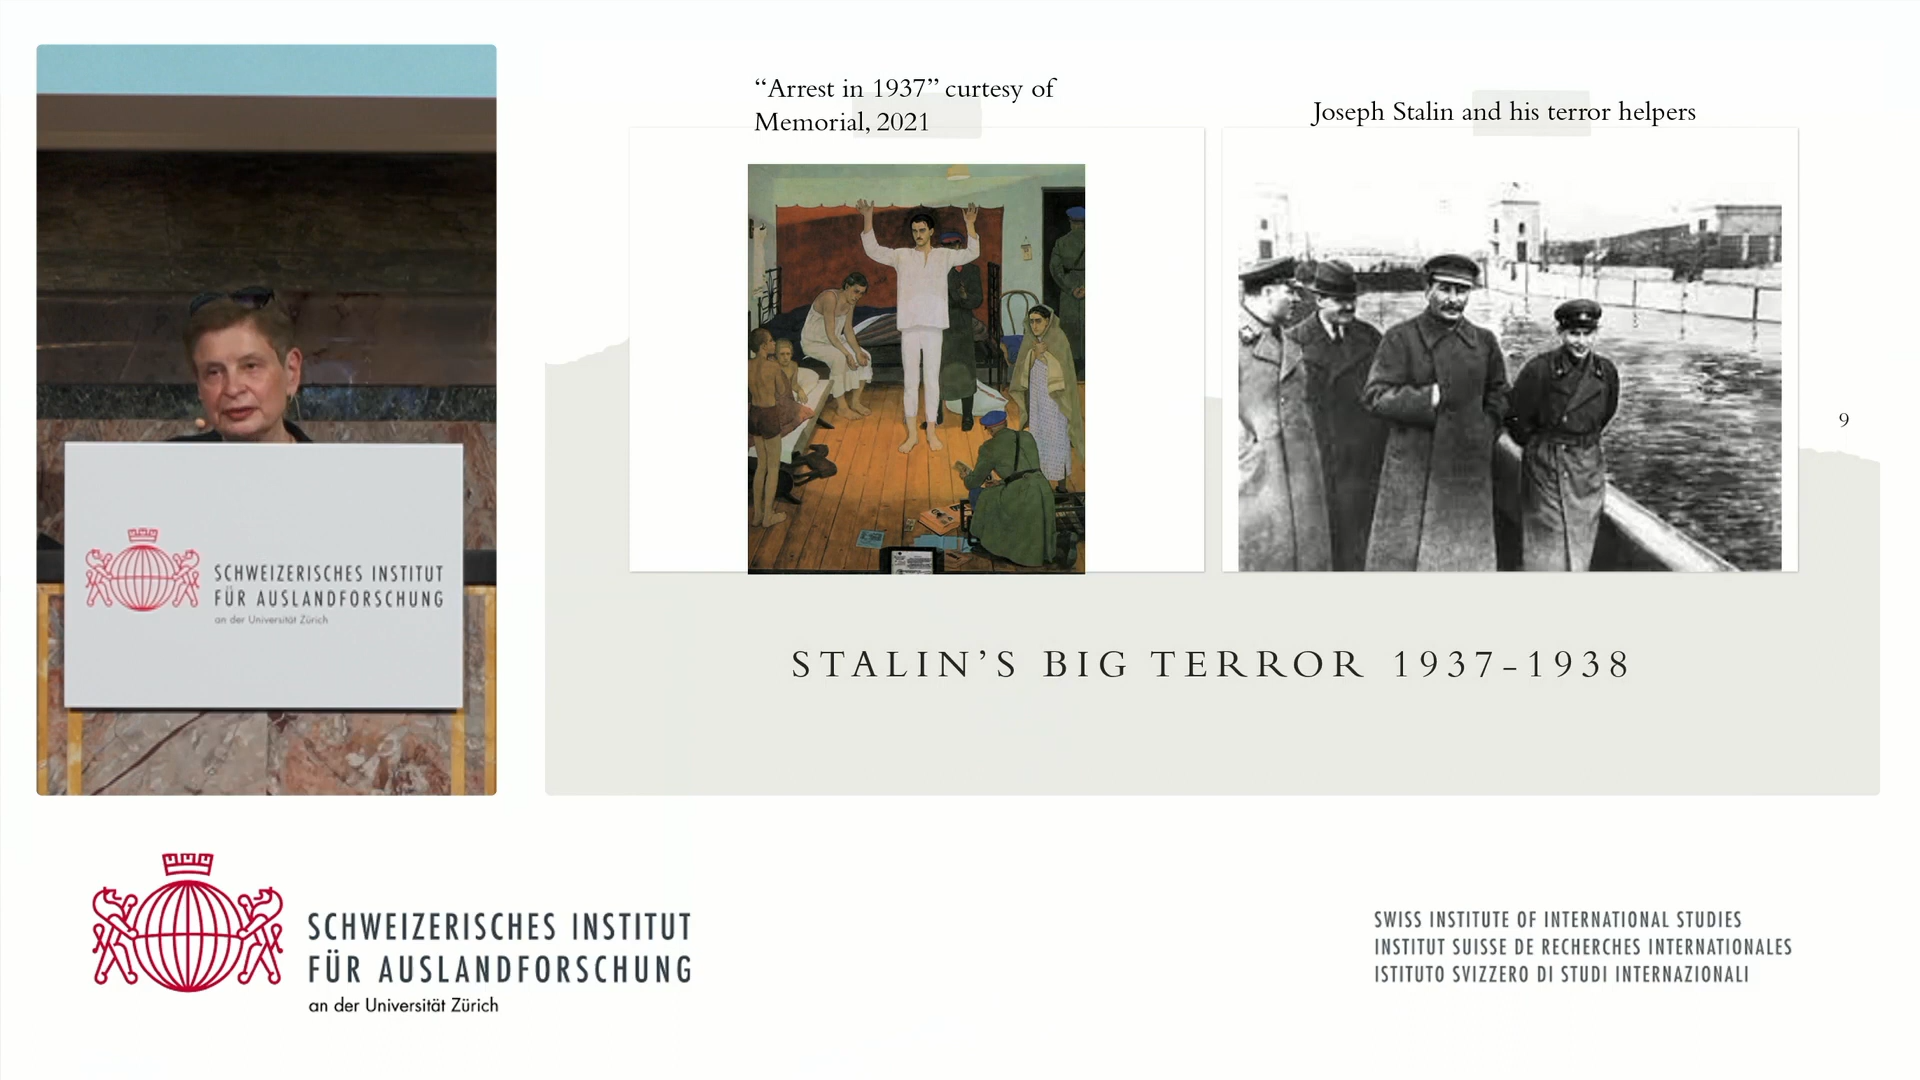 “Arrest in 1937” curtesy of
Memorial, 2021
Joseph Stalin and his terror helpers
9
STALIN’S BIG TERROR 1937-1938
SCHWEIZERISCHES INSTITUT
FÜR AUSLANDFORSCHUNG
an der Universität Zürich
SCHWEIZERISCHES INSTITUT
FÜR AUSLANDFORSCHUNG
an der Universität Zürich
SWISS INSTITUTE OF INTERNATIONAL STUDIES
INSTITUT SUISSE DE RECHERCHES INTERNATIONALES
ISTITUTO SVIZZERO DI STUDI INTERNAZIONALI